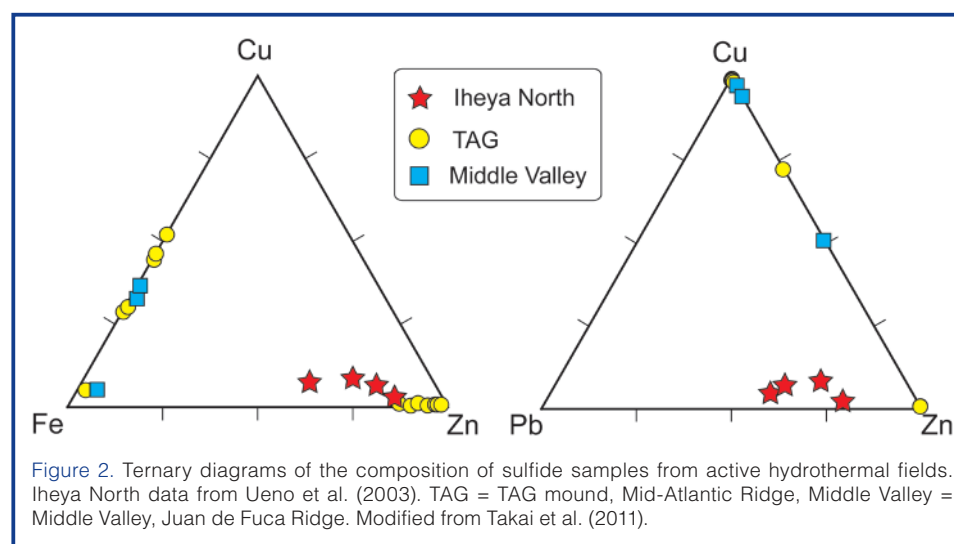 Cu
Cu
Iheya North
TAG
Middle Valley
Fe
Zn
Pb
Zn
Figure 2. Ternary diagrams of the composition of sulfide samples from active hydrothermal fields.
Iheya North data from Ueno et al. (2003). TAG = TAG mound, Mid-Atlantic Ridge, Middle Valley =
Middle Valley, Juan de Fuca Ridge. Modified from Takai et al. (2011).